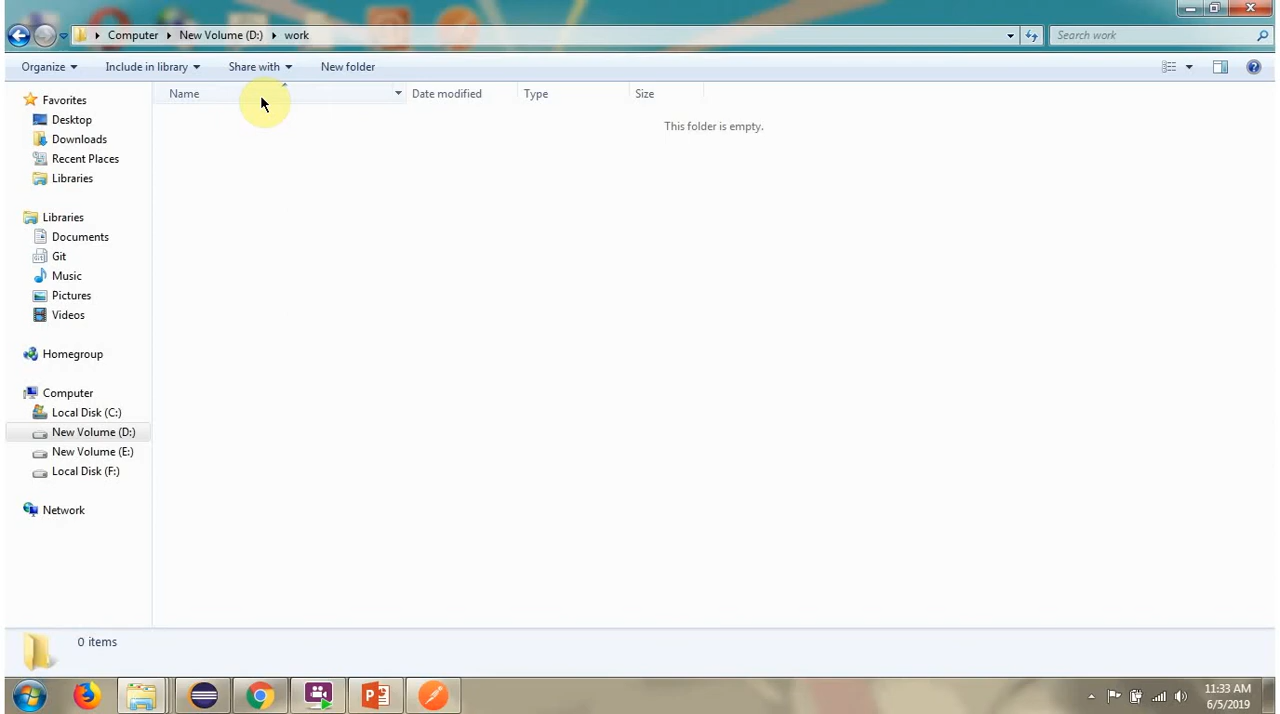 Computer New Volume (D:) work
Search work
Organize Include in library Share with New folder
Name Date modified Type Size
This folder is empty.
Favorites
Desktop
Downloads
Recent Places
Libraries
Libraries
Documents
Git
Music
Pictures
Videos
Homegroup
Computer
Local Disk (C:)
New Volume (D:)
New Volume (E:)
Local Disk (F:)
Network
0 items
11:33 AM
6/5/2019